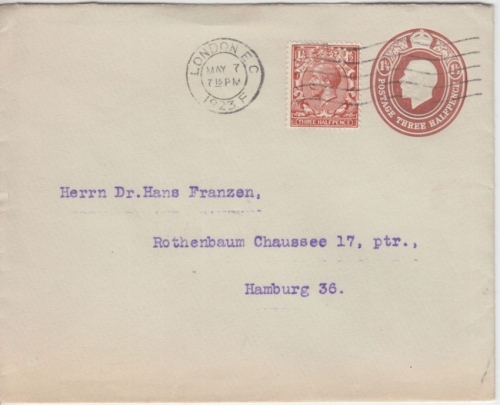 LONDON. E.C
MAY 7
7 15 PM
1923 F
THREE HALFPENCE
POSTAGE THREE HALFPENCE
Herrn Dr.Hans Franzen,
Rothenbaum Chaussee 17, ptr.,
Hamburg 36.